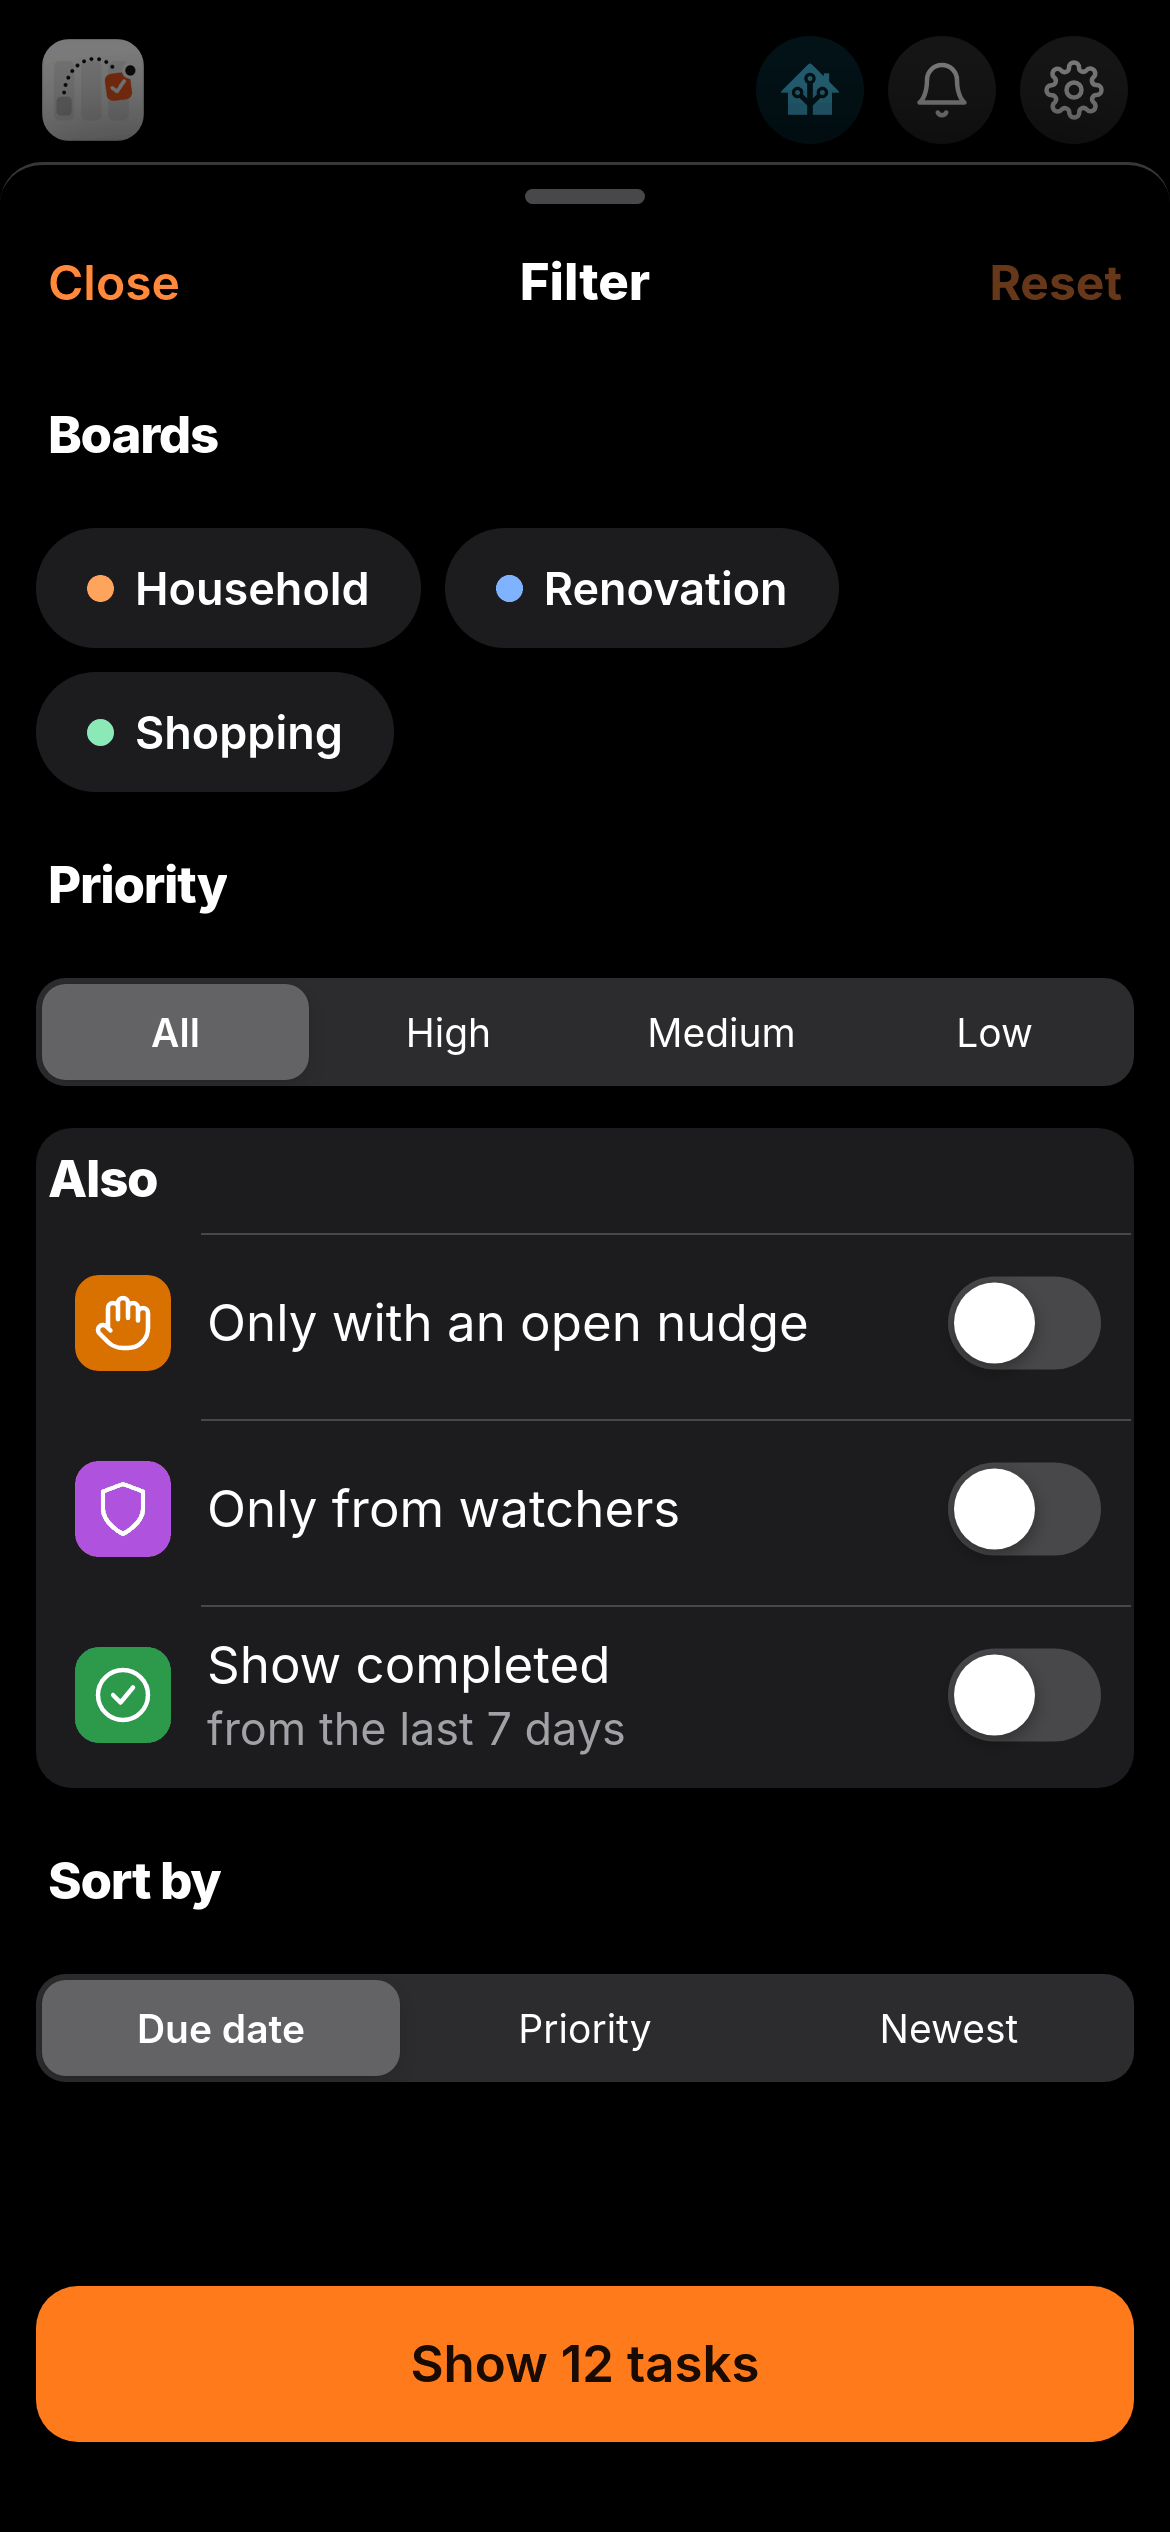 Close
Filter
Reset
Boards
Household
Renovation
Shopping
Priority
All
High
Medium
Low
Also
Only with an open nudge
Only from watchers
Show completed
from the last 7 days
Sort by
Due date
Priority
Newest
Show 12 tasks